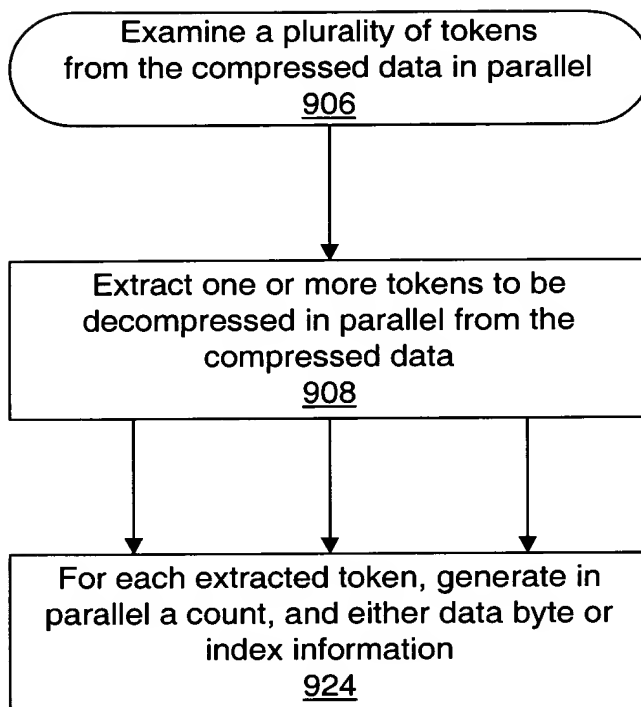 Examine a plurality of tokens
from the compressed data in parallel
906
Extract one or more tokens to be
decompressed in parallel from the
compressed data
908
For each extracted token, generate in
parallel a count, and either data byte or
index information
924